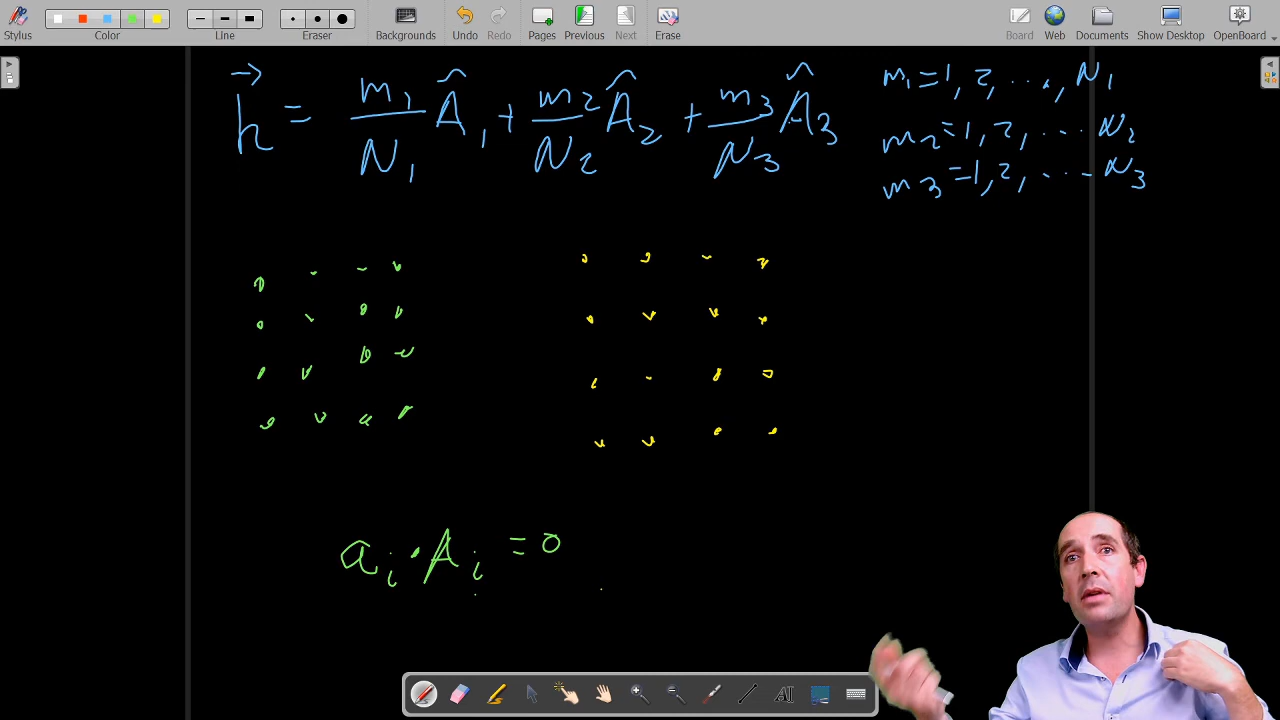 Stylus Color Line Eraser Backgrounds Undo Redo Pages Previous Next Erase Board Web Documents Show Desktop OpenBoard
h⃗ = m₁/N₁ Â₁ + m₂/N₂ Â₂ + m₃/N₃ Â₃
m₁ = 1, 2, ..., N₁
m₂ = 1, 2, ... N₂
m₃ = 1, 2, ... N₃
aᵢ · Aᵢ = 0
AI